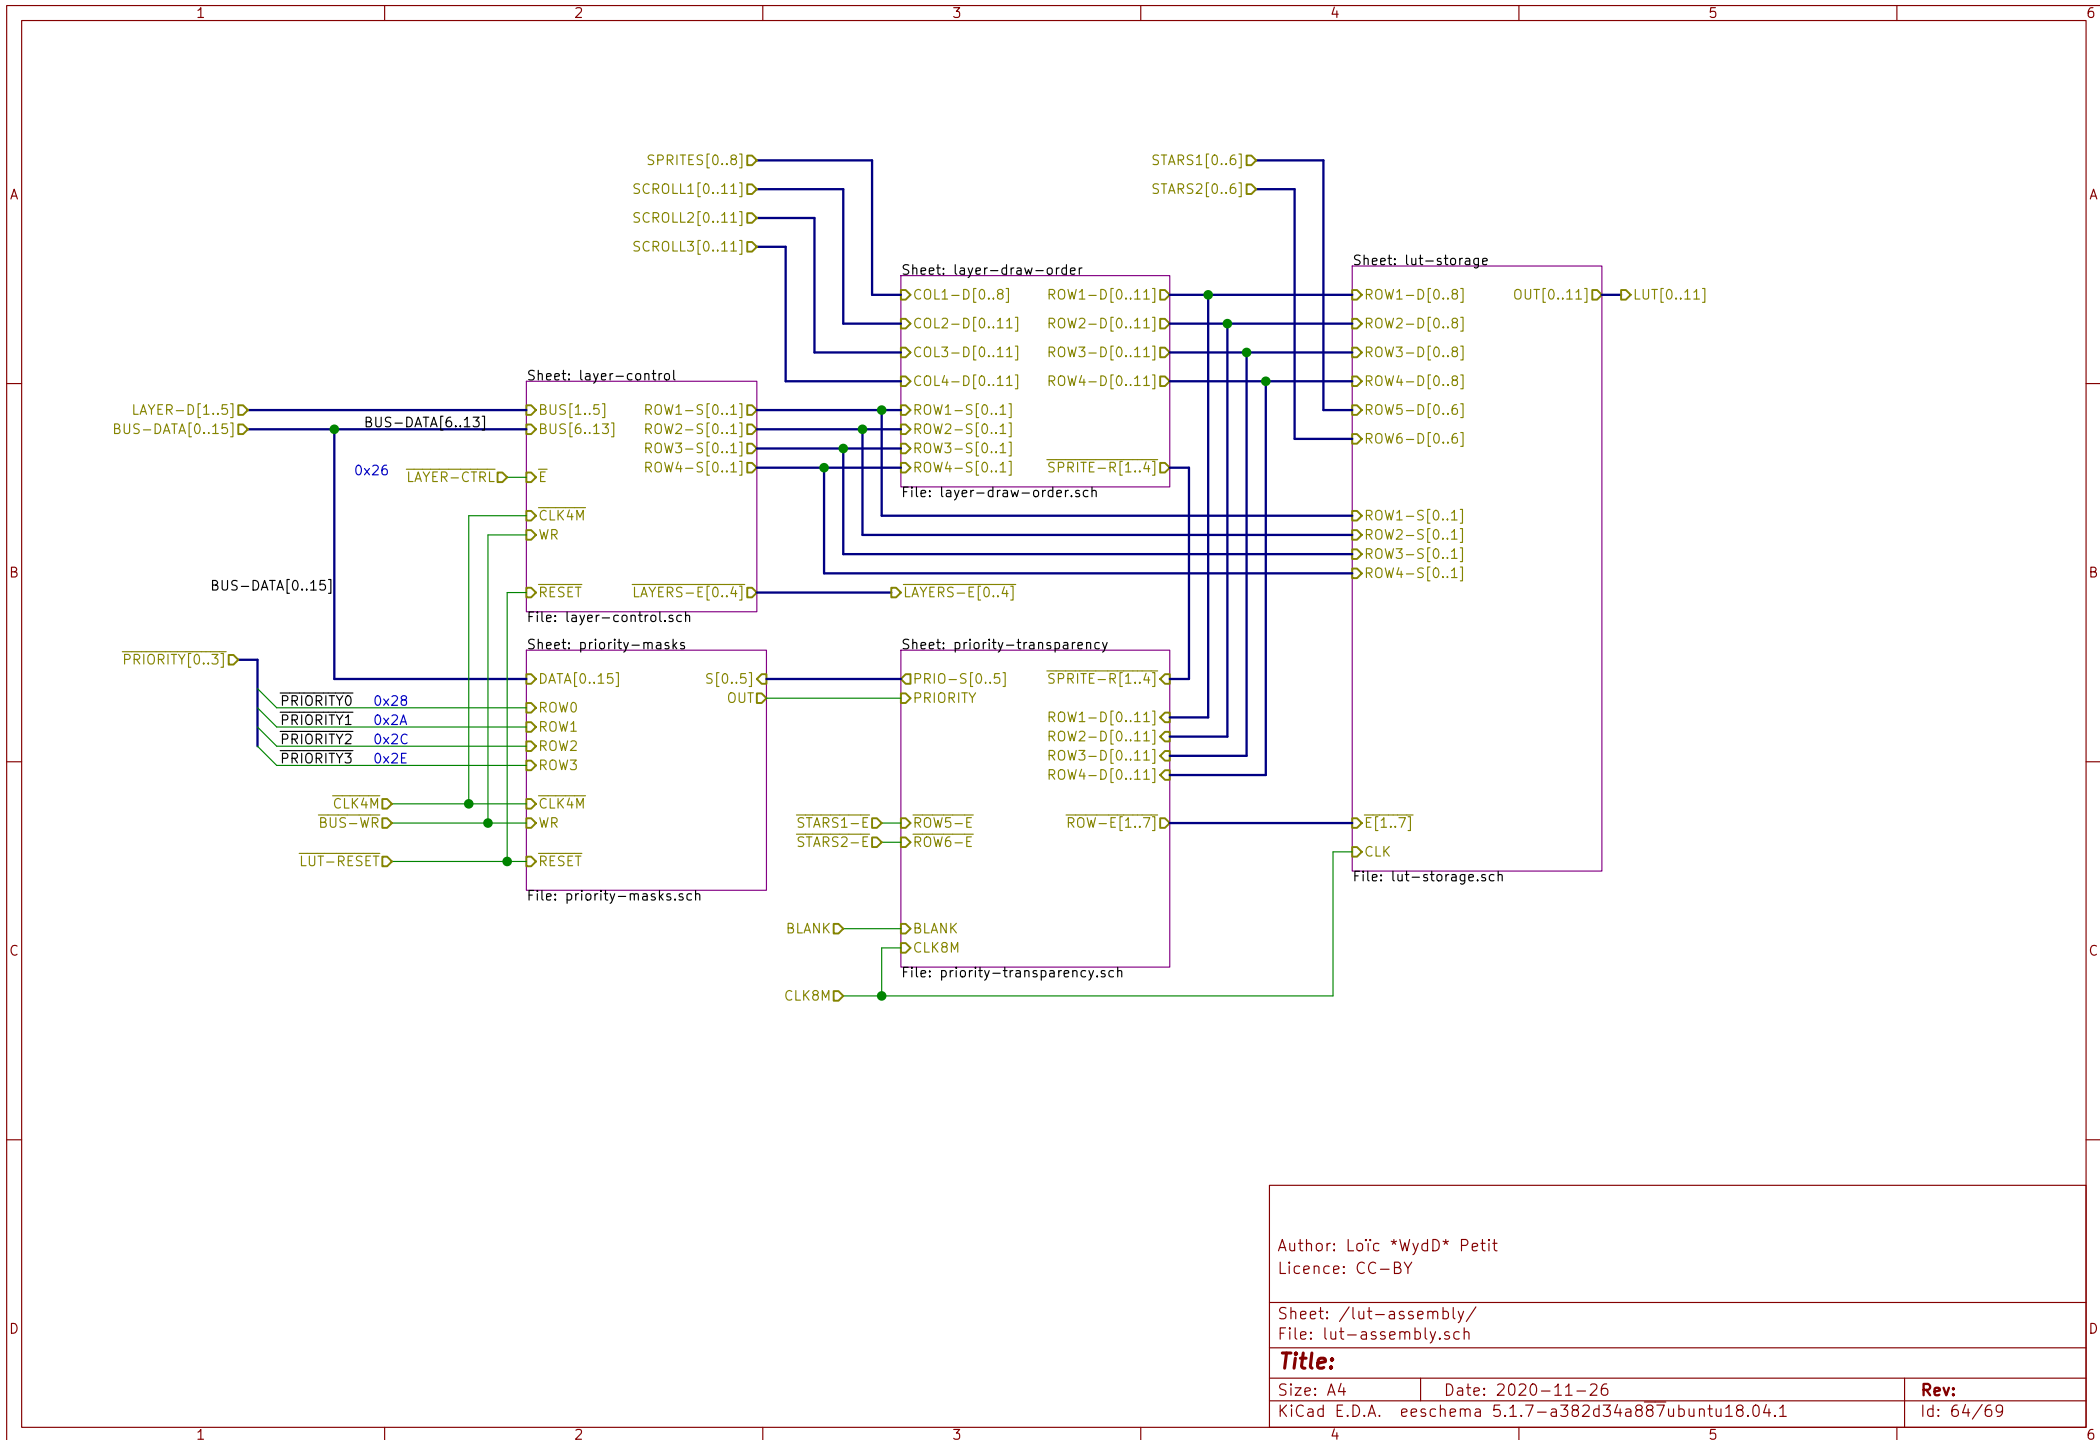 1 2 3 4 5 6
A A
B B
C C
D D
SPRITES[0..8]
SCROLL1[0..11]
SCROLL2[0..11]
SCROLL3[0..11]
STARS1[0..6]
STARS2[0..6]
Sheet: layer-draw-order
COL1-D[0..8] ROW1-D[0..11]
COL2-D[0..11] ROW2-D[0..11]
COL3-D[0..11] ROW3-D[0..11]
COL4-D[0..11] ROW4-D[0..11]
ROW1-S[0..1]
ROW2-S[0..1]
ROW3-S[0..1]
ROW4-S[0..1] SPRITE-R[1..4]
File: layer-draw-order.sch
Sheet: lut-storage
ROW1-D[0..8] OUT[0..11] LUT[0..11]
ROW2-D[0..8]
ROW3-D[0..8]
ROW4-D[0..8]
ROW5-D[0..6]
ROW6-D[0..6]
ROW1-S[0..1]
ROW2-S[0..1]
ROW3-S[0..1]
ROW4-S[0..1]
E[1..7]
CLK
File: lut-storage.sch
LAYER-D[1..5]
BUS-DATA[0..15]
BUS-DATA[6..13]
0x26 LAYER-CTRL
Sheet: layer-control
BUS[1..5] ROW1-S[0..1]
BUS[6..13] ROW2-S[0..1]
ROW3-S[0..1]
ROW4-S[0..1]
E
CLK4M
WR
RESET LAYERS-E[0..4] LAYERS-E[0..4]
File: layer-control.sch
BUS-DATA[0..15]
PRIORITY[0..3]
PRIORITY0 0x28
PRIORITY1 0x2A
PRIORITY2 0x2C
PRIORITY3 0x2E
CLK4M
BUS-WR
LUT-RESET
Sheet: priority-masks
DATA[0..15] S[0..5]
OUT
ROW0
ROW1
ROW2
ROW3
CLK4M
WR
RESET
File: priority-masks.sch
Sheet: priority-transparency
PRIO-S[0..5] SPRITE-R[1..4]
PRIORITY
ROW1-D[0..11]
ROW2-D[0..11]
ROW3-D[0..11]
ROW4-D[0..11]
STARS1-E ROW5-E ROW-E[1..7]
STARS2-E ROW6-E
BLANK BLANK
CLK8M
File: priority-transparency.sch
CLK8M
Author: Loïc *WydD* Petit
Licence: CC-BY
Sheet: /lut-assembly/
File: lut-assembly.sch
Title:
Size: A4 Date: 2020-11-26 Rev:
KiCad E.D.A. eeschema 5.1.7-a382d34a887ubuntu18.04.1 Id: 64/69
1 2 3 4 5 6